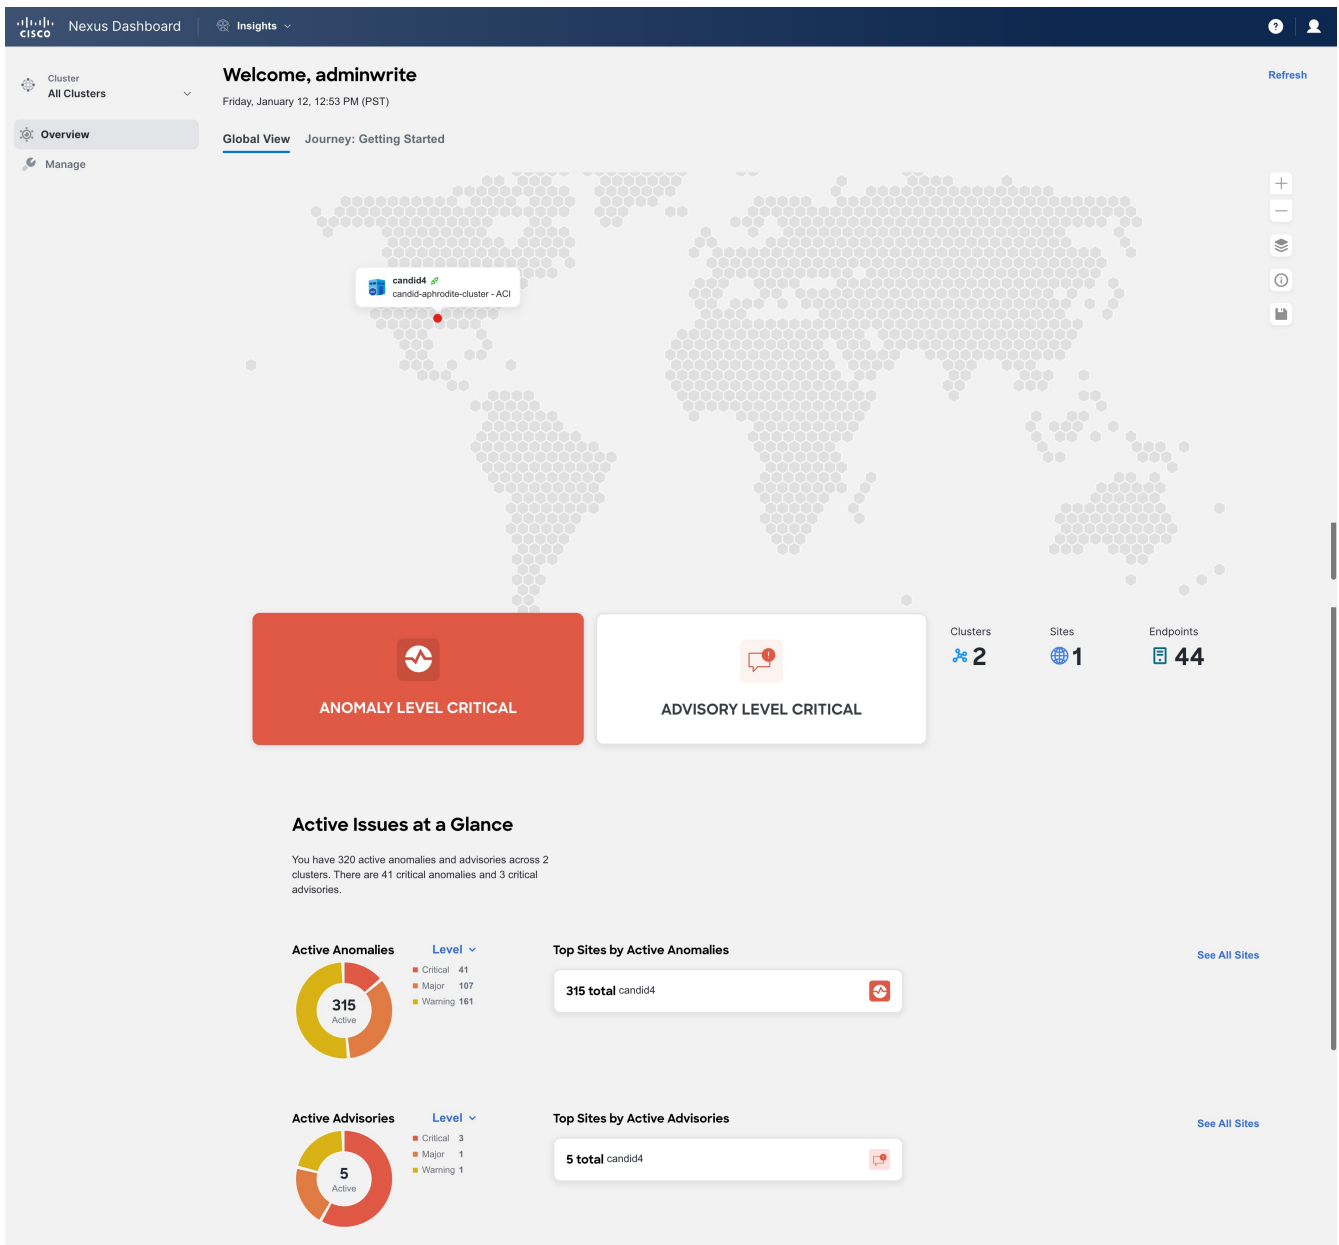 CISCO Nexus Dashboard Insights
Cluster
All Clusters
Overview
Manage
Welcome, adminwrite
Refresh
Friday, January 12, 12:53 PM (PST)
Global View Journey: Getting Started
candid4
candid-aphrodite-cluster - ACI
ANOMALY LEVEL CRITICAL
ADVISORY LEVEL CRITICAL
Clusters Sites Endpoints
2 1 44
Active Issues at a Glance
You have 320 active anomalies and advisories across 2
clusters. There are 41 critical anomalies and 3 critical
advisories.
Active Anomalies Level
Critical 41
Major 107
Warning 161
315
Active
Top Sites by Active Anomalies
See All Sites
315 total candid4
Active Advisories Level
Critical 3
Major 1
Warning 1
5
Active
Top Sites by Active Advisories
See All Sites
5 total candid4